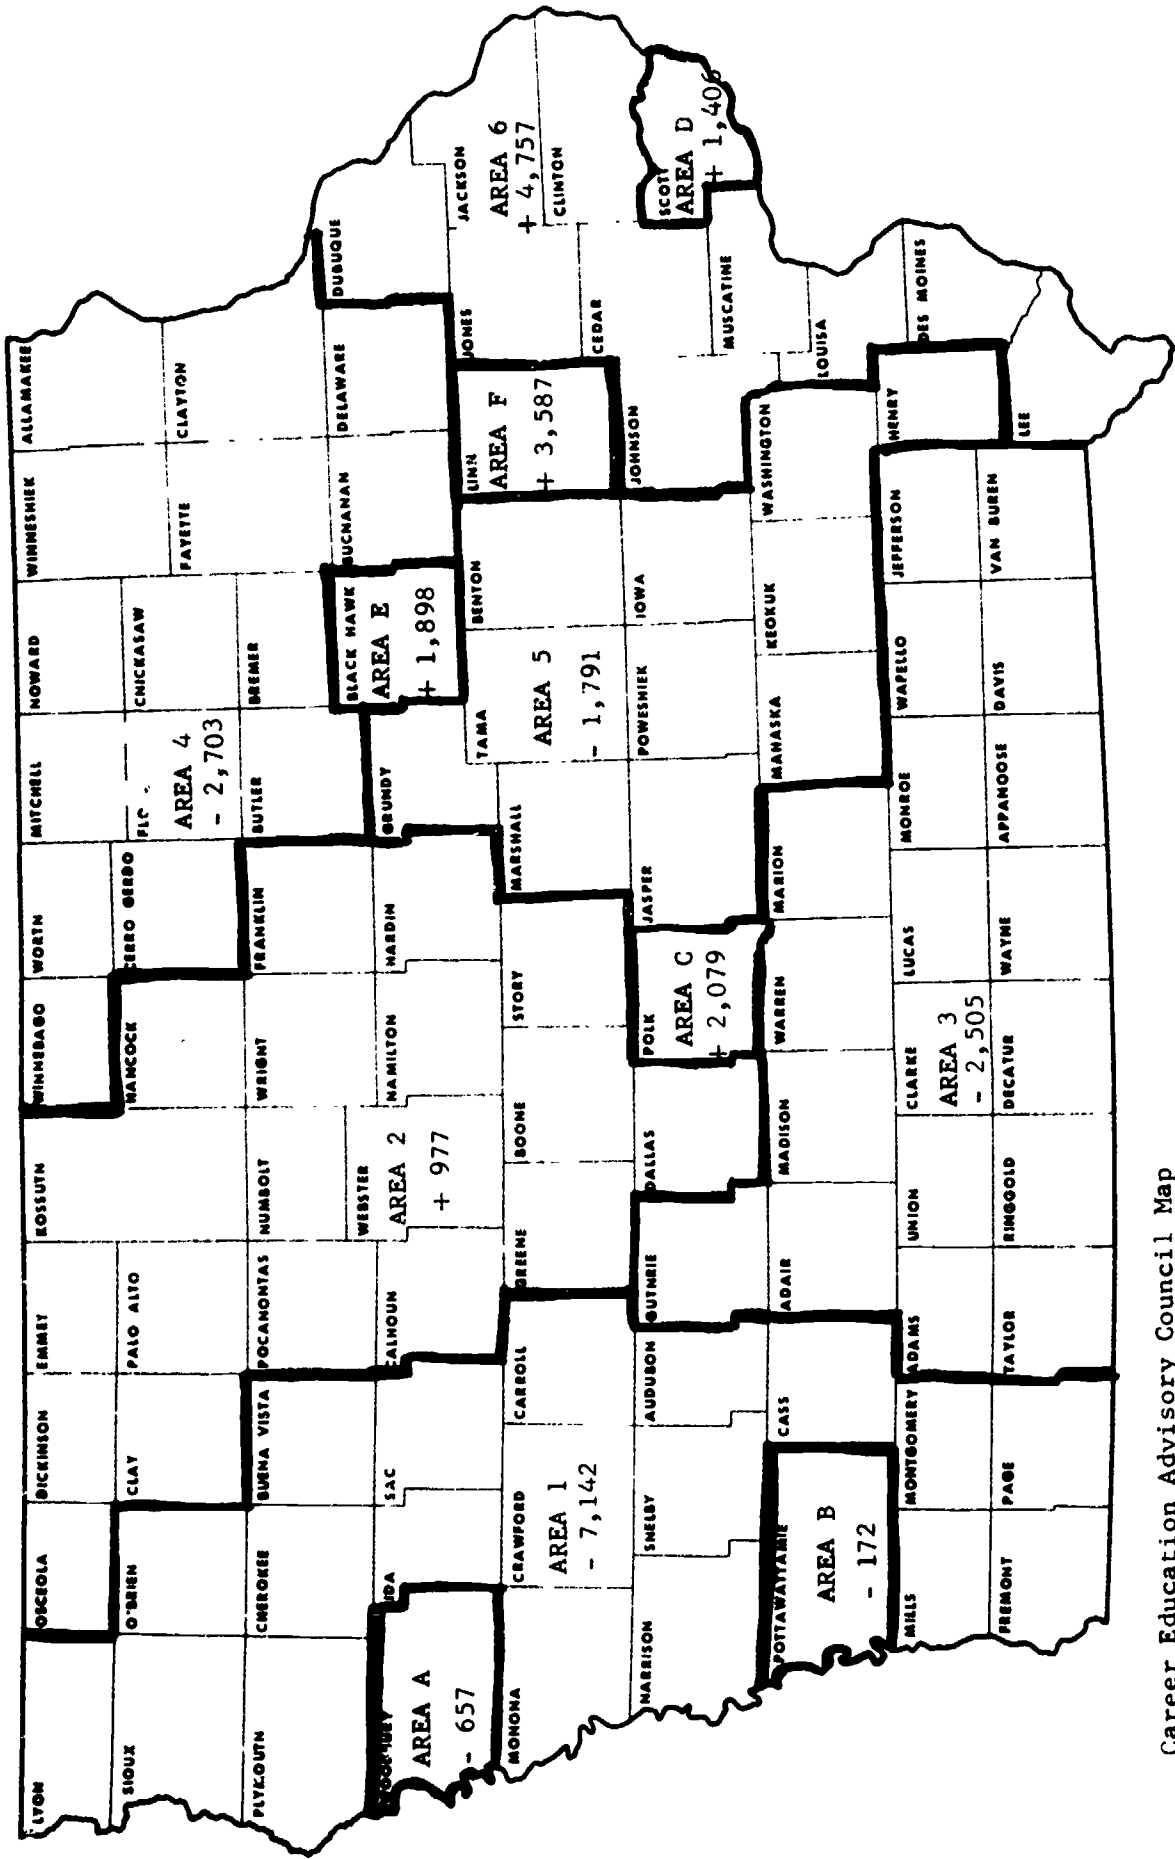 LYON
OSCEOLA
DICKINSON
EMMET
KOSSUTH
WINNEBAGO
WORTH
MITCHELL
HOWARD
WINNESHIEK
ALLAMAKEE
SIOUX
O'BRIEN
CLAY
PALO ALTO
HANCOCK
CERRO GERDO
CHICKASAW
FAYETTE
CLAYTON
AREA 4
- 2,703
PLYMOUTH
CHEROKEE
BUENA VISTA
POCAHONTAS
HUMBOLT
WRIGHT
FRANKLIN
BUTLER
BREMER
WEBSTER
BLACK HAWK
BUCHANAN
DELAWARE
DUBUQUE
AREA E
+ 1,898
IDA
SAC
CALHOUN
HAMILTON
HARDIN
GRUNDY
AREA A
- 657
AREA 2
+ 977
MONONA
CRAWFORD
CARROLL
GREENE
BOONE
STORY
MARSHALL
TAMA
BENTON
LINN
JONES
JACKSON
AREA 1
- 7,142
AREA 5
- 1,791
AREA F
+ 3,587
AREA 6
+ 4,757
CLINTON
CEDAR
HARRISON
SHELBY
AUDUBON
GUTHRIE
DALLAS
POLK
JASPER
POWESHIEK
IOWA
JOHNSON
SCOTT
AREA C
+ 2,079
AREA D
+ 1,406
MUSCATINE
POTTAWATTAMIE
CASS
ADAIR
MADISON
WARREN
MARION
MAHASKA
KEOKUK
WASHINGTON
LOUISA
AREA B
- 172
MILLS
MONTGOMERY
ADAMS
UNION
CLARKE
LUCAS
MONROE
WAPELLO
JEFFERSON
HENRY
DES MOINES
AREA 3
- 2,505
FREMONT
PAGE
TAYLOR
RINGGOLD
DECATUR
WAYNE
APPANOOSE
DAVIS
VAN BUREN
LEE
Career Education Advisory Council Map